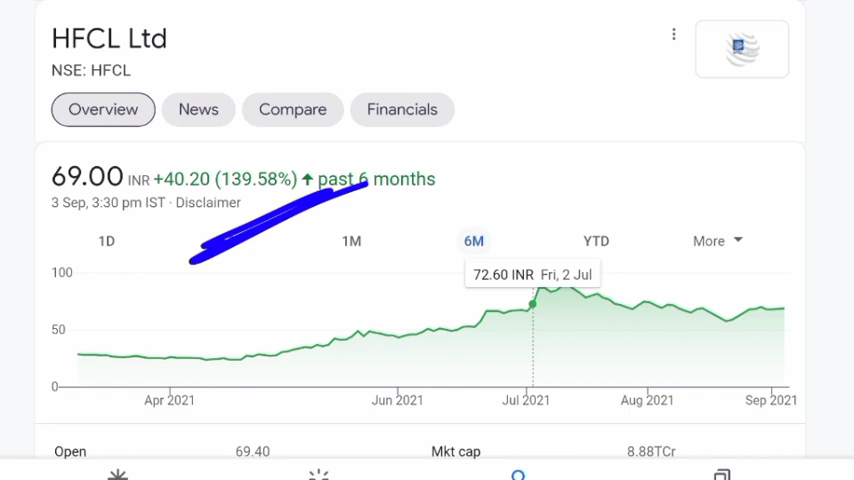 HFCL Ltd
NSE: HFCL
Overview News Compare Financials
69.00 INR +40.20 (139.58%) ↑ past 6 months
3 Sep, 3:30 pm IST · Disclaimer
1D 1M 6M YTD More
72.60 INR Fri, 2 Jul
100
50
0
Apr 2021 Jun 2021 Jul 2021 Aug 2021 Sep 2021
Open 69.40 Mkt cap 8.88TCr